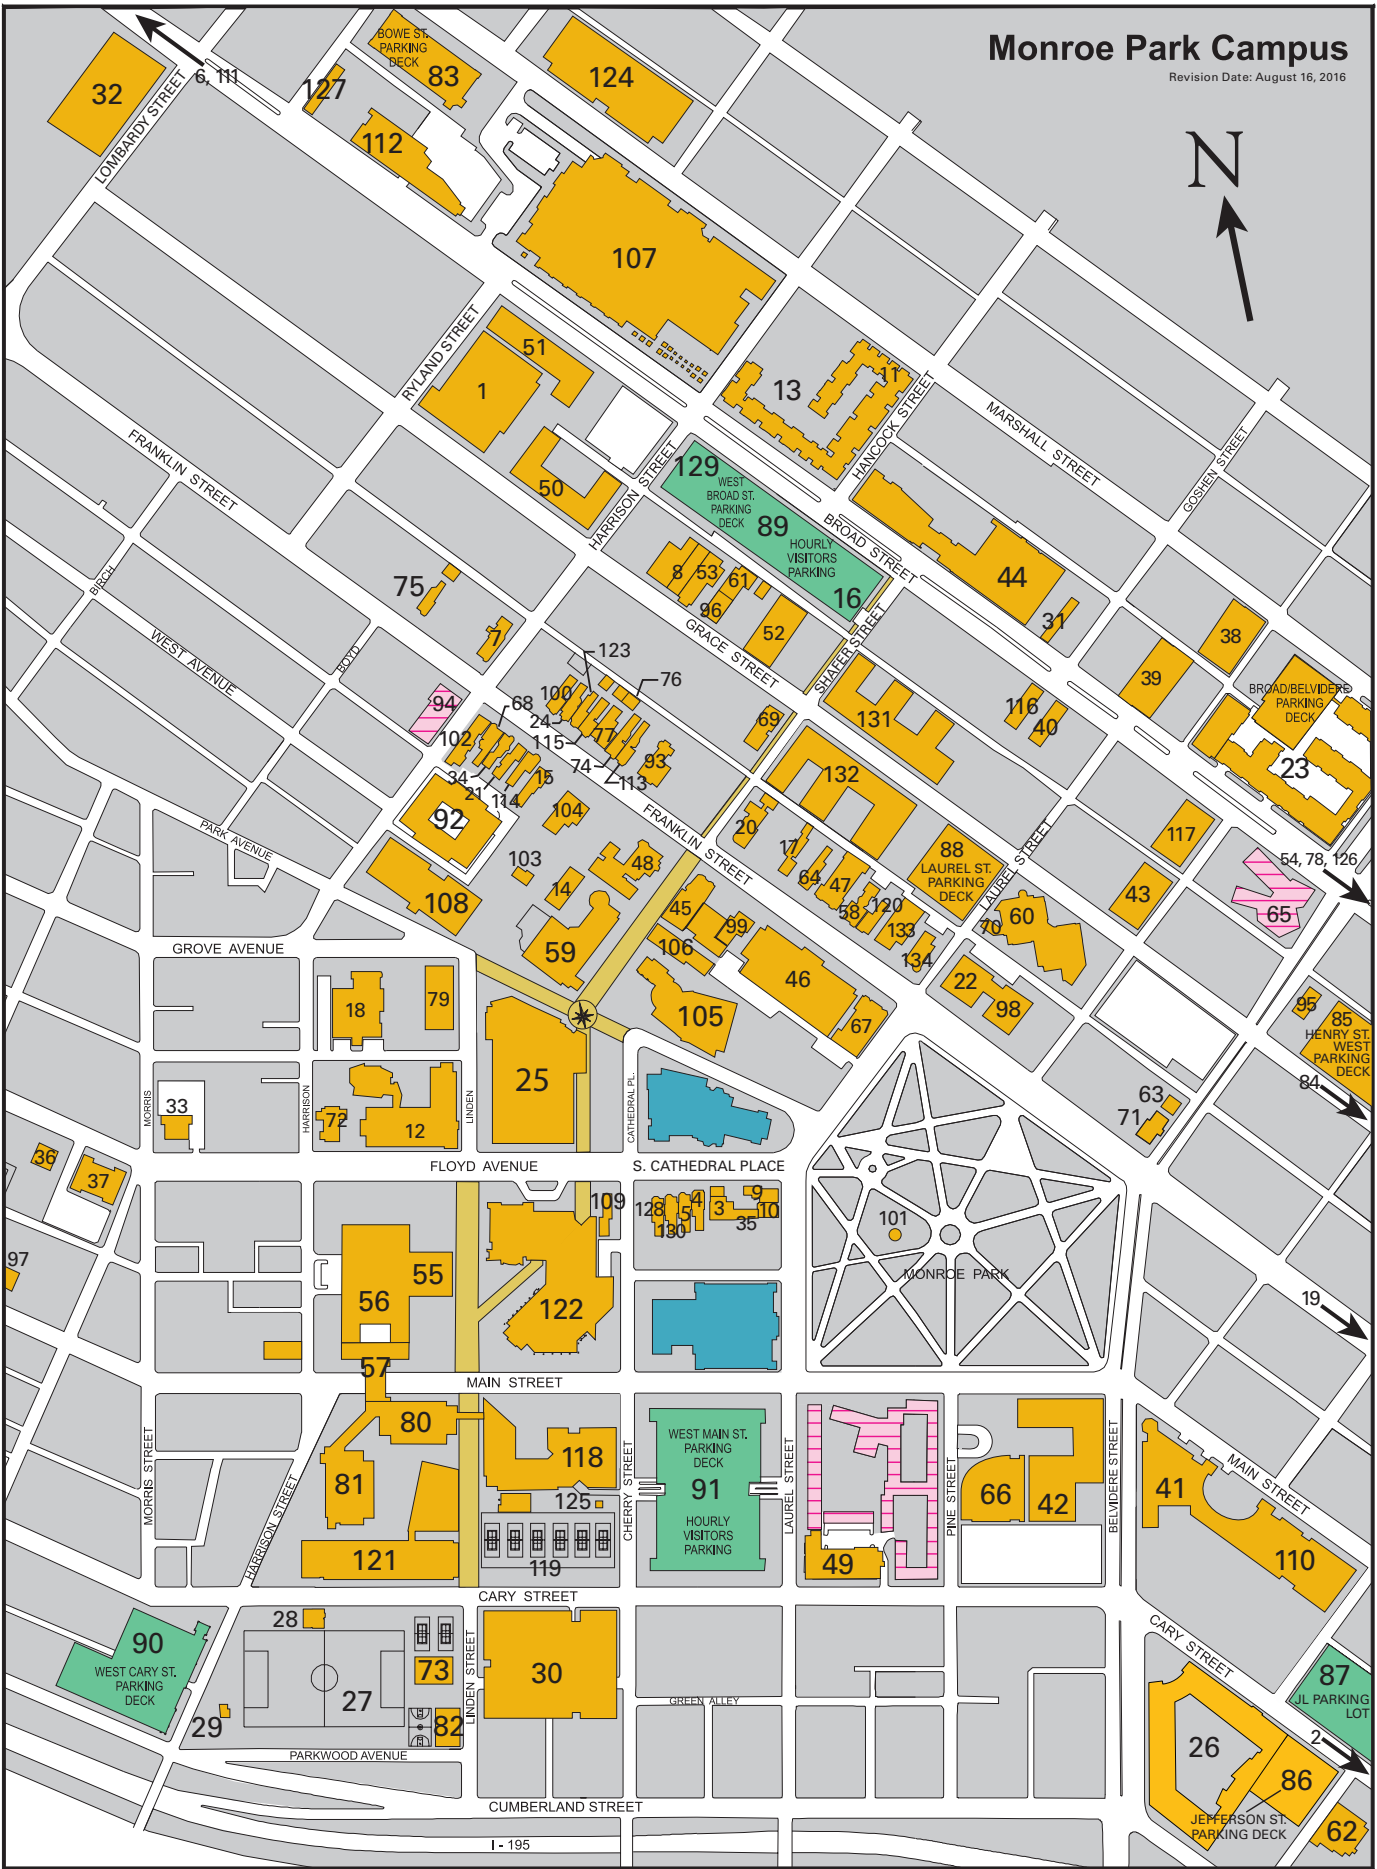 Monroe Park Campus
Revision Date: August 16, 2016
N
6, 111
32
LOMBARDY STREET
127
BOWE ST.
PARKING
DECK
83
112
124
107
RYLAND STREET
51
1
50
13
11
HANCOCK STREET
MARSHALL STREET
GOSHEN STREET
FRANKLIN STREET
HARRISON STREET
129
WEST
BROAD ST.
PARKING
DECK
89
HOURLY
VISITORS
PARKING
16
BROAD STREET
44
31
38
39
BROAD/BELVIDERE
PARKING
DECK
23
BIRCH
WEST AVENUE
BOYD
75
7
8
53
61
96
52
GRACE STREET
SHAFER STREET
116
40
131
123
76
100
24
115
77
74
113
93
69
94
68
102
34
21
114
15
92
104
103
14
48
132
20
17
64
47
58
120
133
134
88
LAUREL ST.
PARKING
DECK
LAUREL STREET
117
43
54, 78, 126
65
FRANKLIN STREET
PARK AVENUE
108
GROVE AVENUE
59
45
99
106
46
105
67
70
60
22
98
95
85
HENRY ST.
WEST
PARKING
DECK
84
63
71
18
79
25
33
MORRIS
HARRISON
72
12
LINDEN
CATHEDRAL PL.
36
37
97
FLOYD AVENUE
S. CATHEDRAL PLACE
109
128
130
5
4
3
9
10
35
101
MONROE PARK
19
55
56
57
122
MAIN STREET
80
81
118
125
119
121
MORRIS STREET
HARRISON STREET
CHERRY STREET
WEST MAIN ST.
PARKING
DECK
91
HOURLY
VISITORS
PARKING
LAUREL STREET
49
PINE STREET
66
42
BELVIDERE STREET
41
MAIN STREET
110
CARY STREET
CARY STREET
90
WEST CARY ST.
PARKING
DECK
28
29
27
73
82
LINDEN STREET
30
GREEN ALLEY
PARKWOOD AVENUE
CUMBERLAND STREET
I - 195
87
JL PARKING
LOT
2
26
86
JEFFERSON ST.
PARKING DECK
62